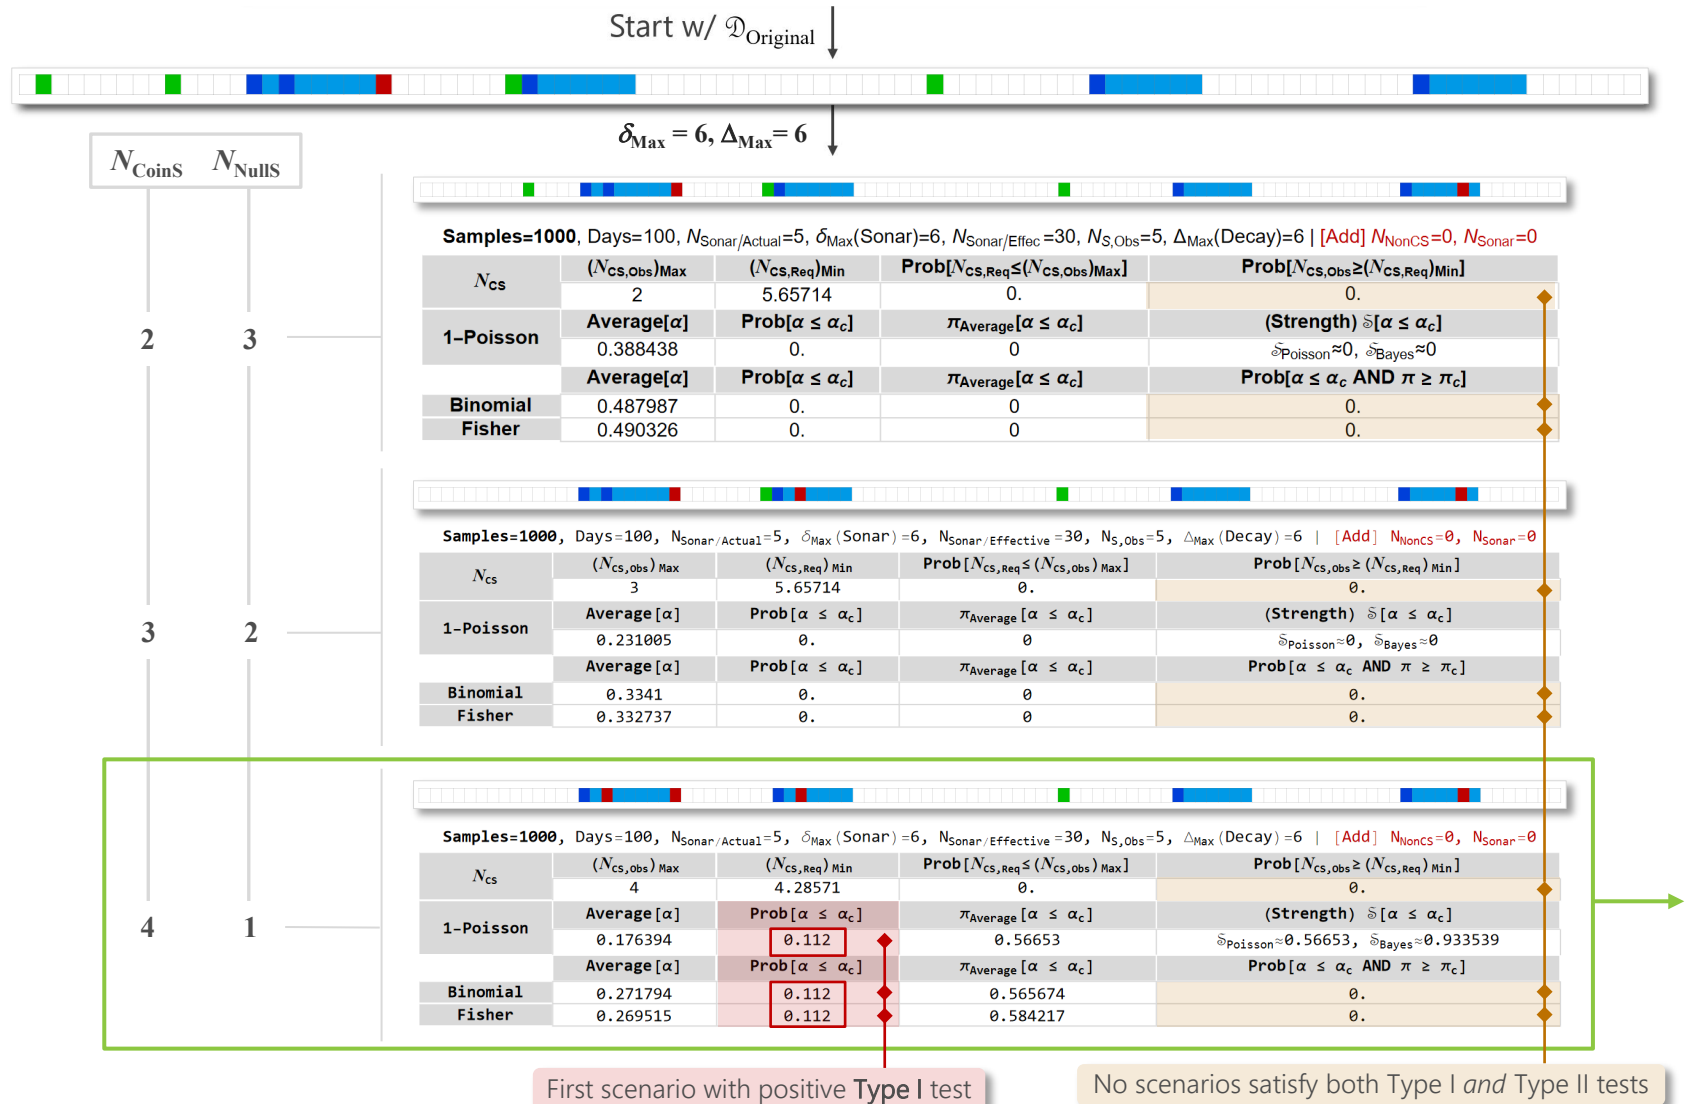 Start w/ 𝒟Original
δMax = 6, ΔMax= 6
NCoinS NNullS
Samples=1000, Days=100, NSonar/Actual=5, δMax(Sonar)=6, NSonar/Effec =30, NS,Obs=5, ΔMax(Decay)=6 | [Add] NNonCS=0, NSonar=0
NCS (NCS,Obs)Max (NCS,Req)Min Prob[NCS,Req≤(NCS,Obs)Max] Prob[NCS,Obs≥(NCS,Req)Min]
2 5.65714 0. 0.
2 3
1–Poisson Average[α] Prob[α ≤ αc] πAverage[α ≤ αc] (Strength) 𝕊[α ≤ αc]
0.388438 0. 0 𝕊Poisson≈0, 𝕊Bayes≈0
Average[α] Prob[α ≤ αc] πAverage[α ≤ αc] Prob[α ≤ αc AND π ≥ πc]
Binomial 0.487987 0. 0 0.
Fisher 0.490326 0. 0 0.
Samples=1000, Days=100, NSonar/Actual=5, δMax(Sonar)=6, NSonar/Effective=30, NS,Obs=5, ΔMax(Decay)=6 | [Add] NNonCS=0, NSonar=0
NCS (NCS,Obs)Max (NCS,Req)Min Prob[NCS,Req≤(NCS,Obs)Max] Prob[NCS,Obs≥(NCS,Req)Min]
3 5.65714 0. 0.
3 2
1–Poisson Average[α] Prob[α ≤ αc] πAverage[α ≤ αc] (Strength) 𝕊[α ≤ αc]
0.231005 0. 0 𝕊Poisson≈0, 𝕊Bayes≈0
Average[α] Prob[α ≤ αc] πAverage[α ≤ αc] Prob[α ≤ αc AND π ≥ πc]
Binomial 0.3341 0. 0 0.
Fisher 0.332737 0. 0 0.
Samples=1000, Days=100, NSonar/Actual=5, δMax(Sonar)=6, NSonar/Effective=30, NS,Obs=5, ΔMax(Decay)=6 | [Add] NNonCS=0, NSonar=0
NCS (NCS,Obs)Max (NCS,Req)Min Prob[NCS,Req≤(NCS,Obs)Max] Prob[NCS,Obs≥(NCS,Req)Min]
4 4.28571 0. 0.
4 1
1–Poisson Average[α] Prob[α ≤ αc] πAverage[α ≤ αc] (Strength) 𝕊[α ≤ αc]
0.176394 0.112 0.56653 𝕊Poisson≈0.56653, 𝕊Bayes≈0.933539
Average[α] Prob[α ≤ αc] πAverage[α ≤ αc] Prob[α ≤ αc AND π ≥ πc]
Binomial 0.271794 0.112 0.565674 0.
Fisher 0.269515 0.112 0.584217 0.
First scenario with positive Type I test
No scenarios satisfy both Type I and Type II tests